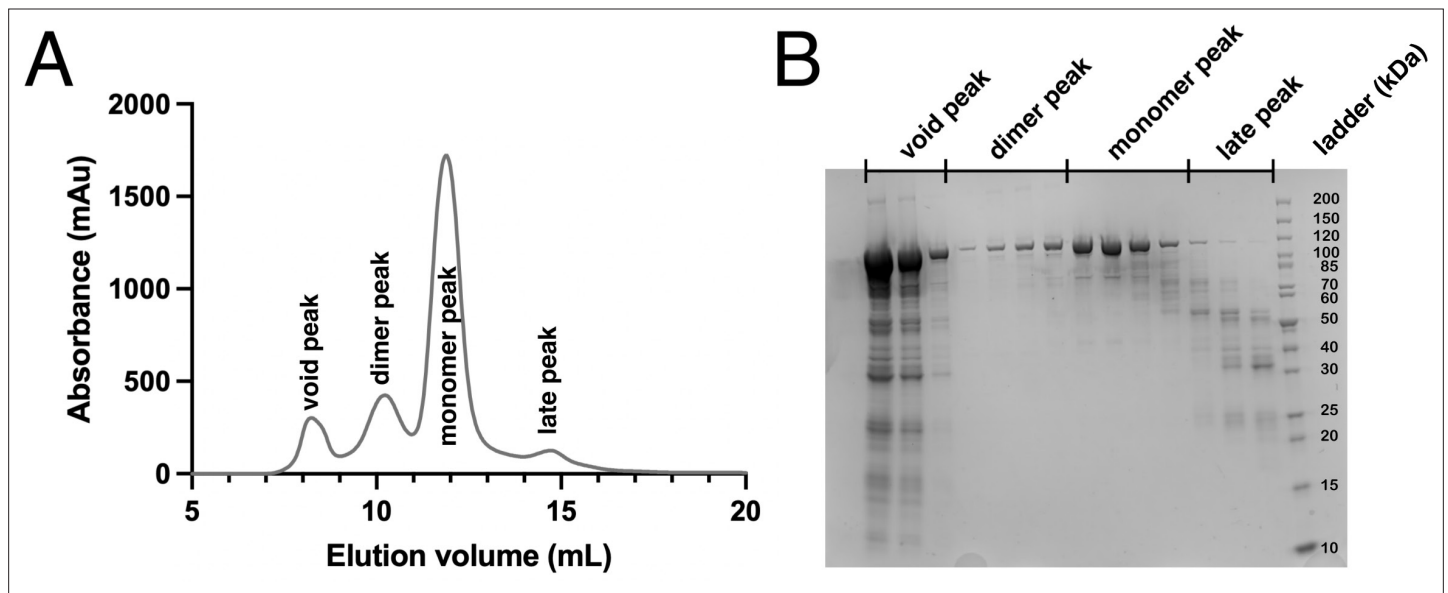 A
Absorbance (mAu)
2000
1500
1000
500
0
void peak
dimer peak
monomer peak
late peak
5
10
15
20
Elution volume (mL)
B
void peak
dimer peak
monomer peak
late peak
ladder (kDa)
200
150
120
100
85
70
60
50
40
30
25
20
15
10